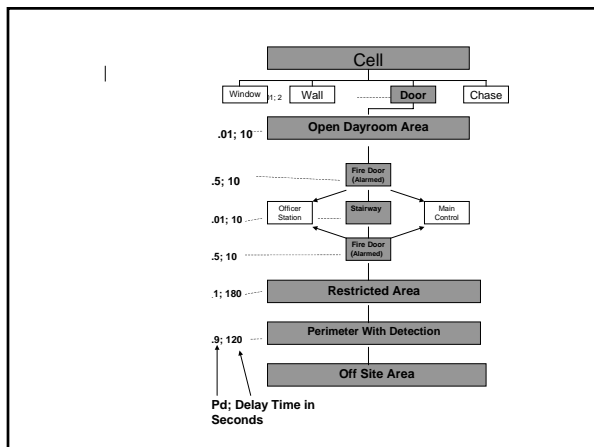 Cell
Window
Wall
Door
Chase
Open Dayroom Area
.01; 10
Fire Door
(Alarmed)
.5; 10
Officer
Station
Stairway
Main
Control
.01; 10
Fire Door
(Alarmed)
.5; 10
Restricted Area
.1; 180
Perimeter With Detection
.9; 120
Off Site Area
Pd; Delay Time in
Seconds